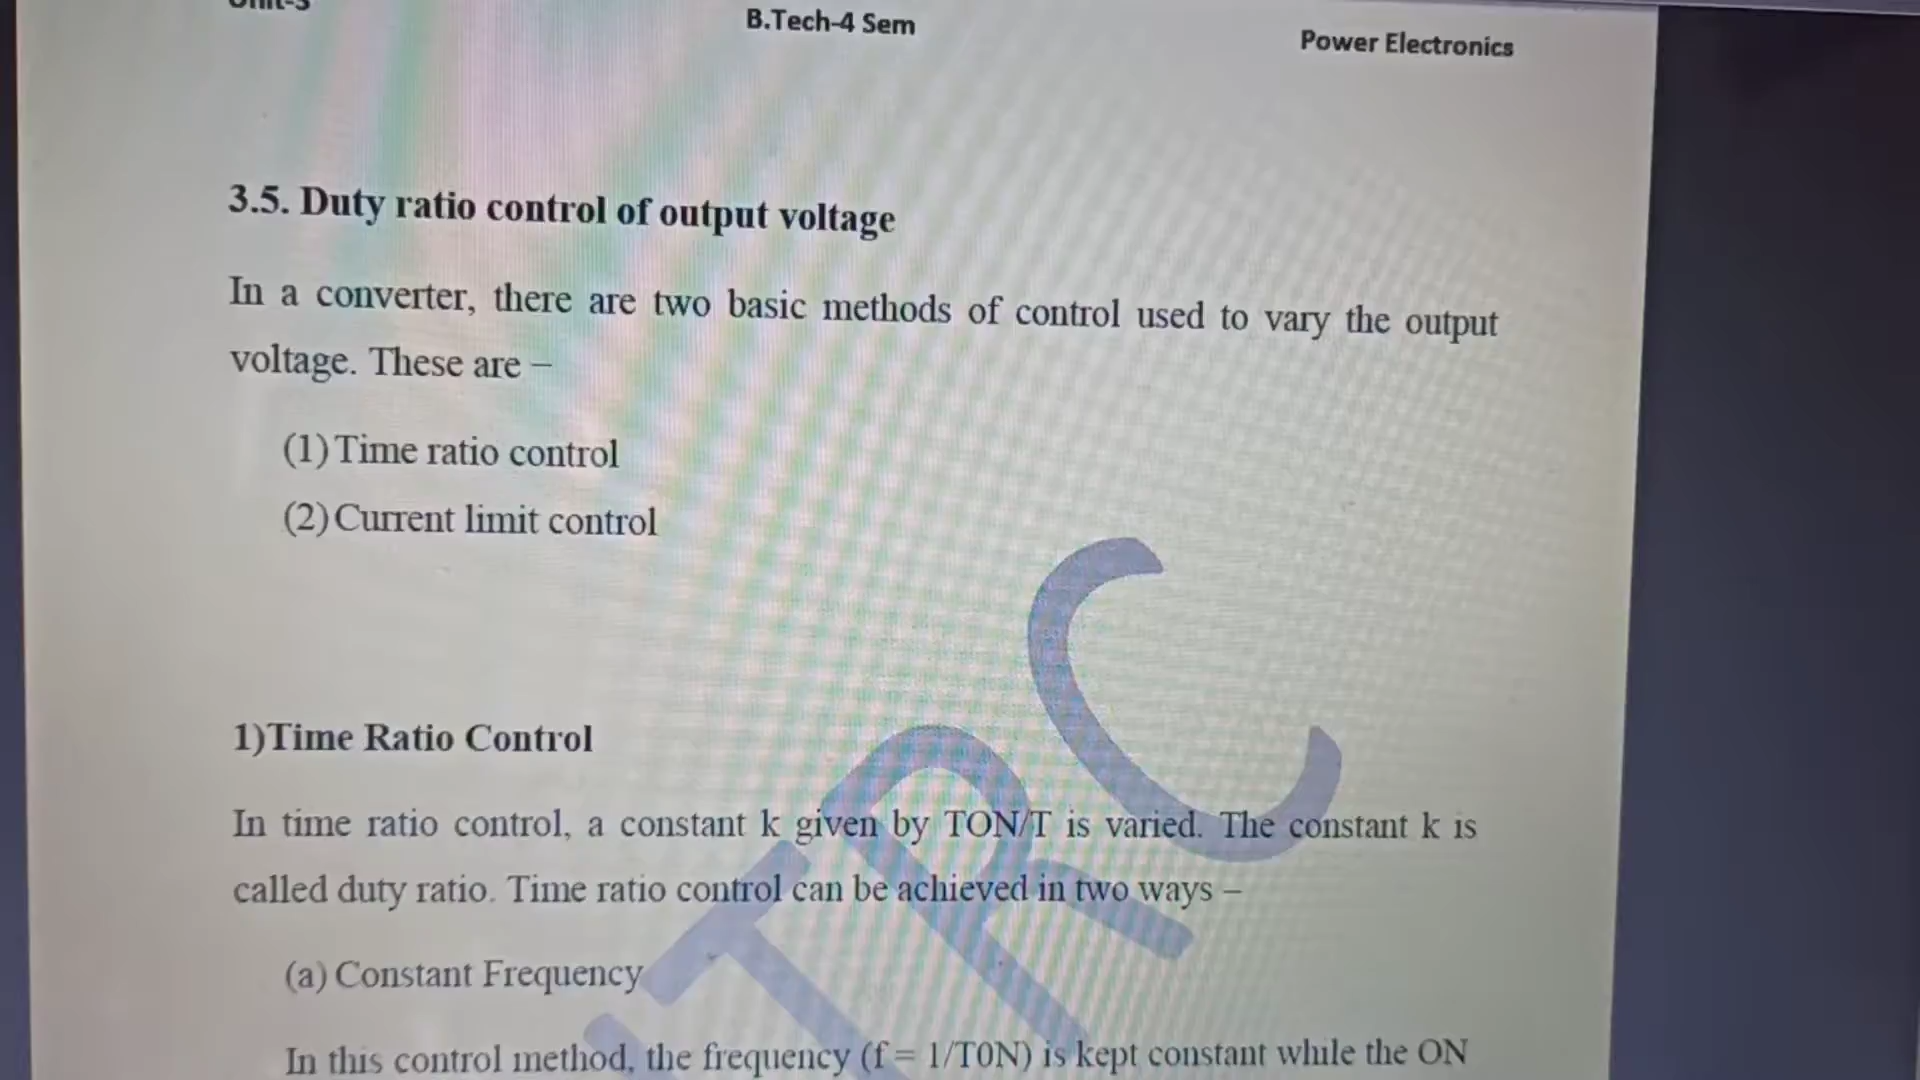 Unit-3
B.Tech-4 Sem
Power Electronics
3.5. Duty ratio control of output voltage
In a converter, there are two basic methods of control used to vary the output
voltage. These are –
(1) Time ratio control
(2) Current limit control
1)Time Ratio Control
In time ratio control, a constant k given by TON/T is varied. The constant k is
called duty ratio. Time ratio control can be achieved in two ways –
(a) Constant Frequency
In this control method, the frequency (f = 1/TON) is kept constant while the ON
TRC